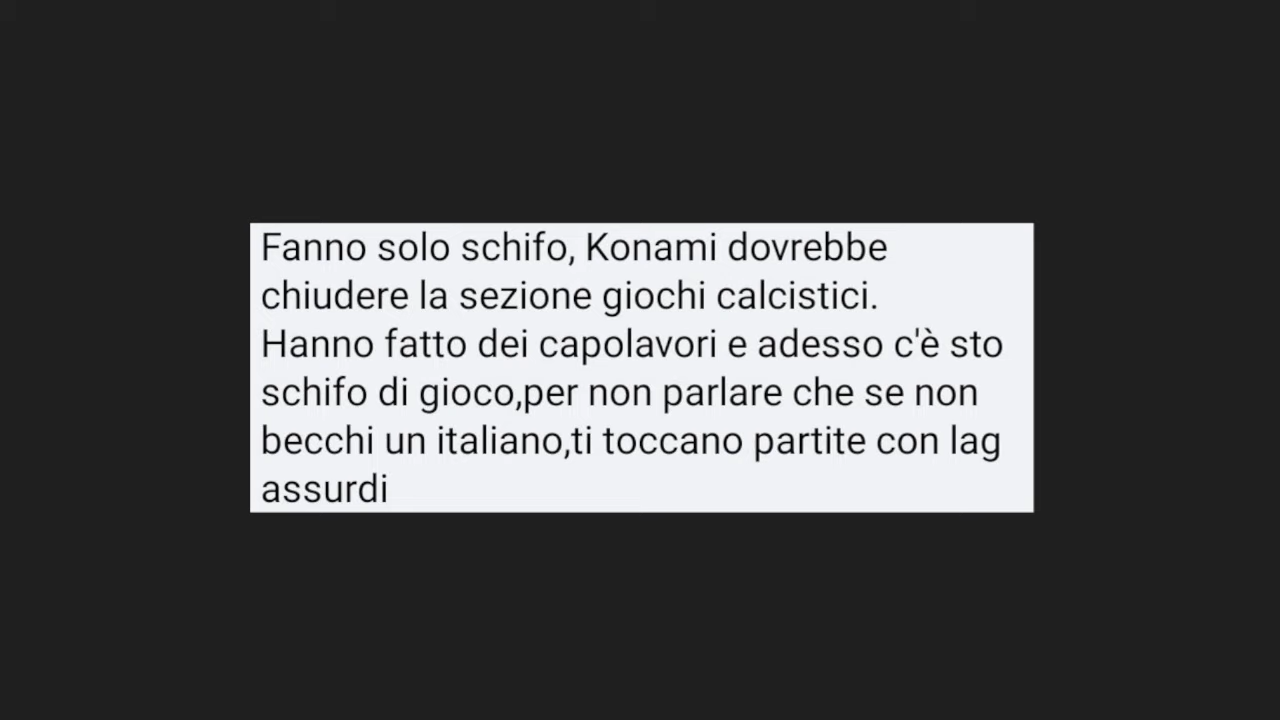 Fanno solo schifo, Konami dovrebbe
chiudere la sezione giochi calcistici.
Hanno fatto dei capolavori e adesso c'è sto
schifo di gioco,per non parlare che se non
becchi un italiano,ti toccano partite con lag
assurdi